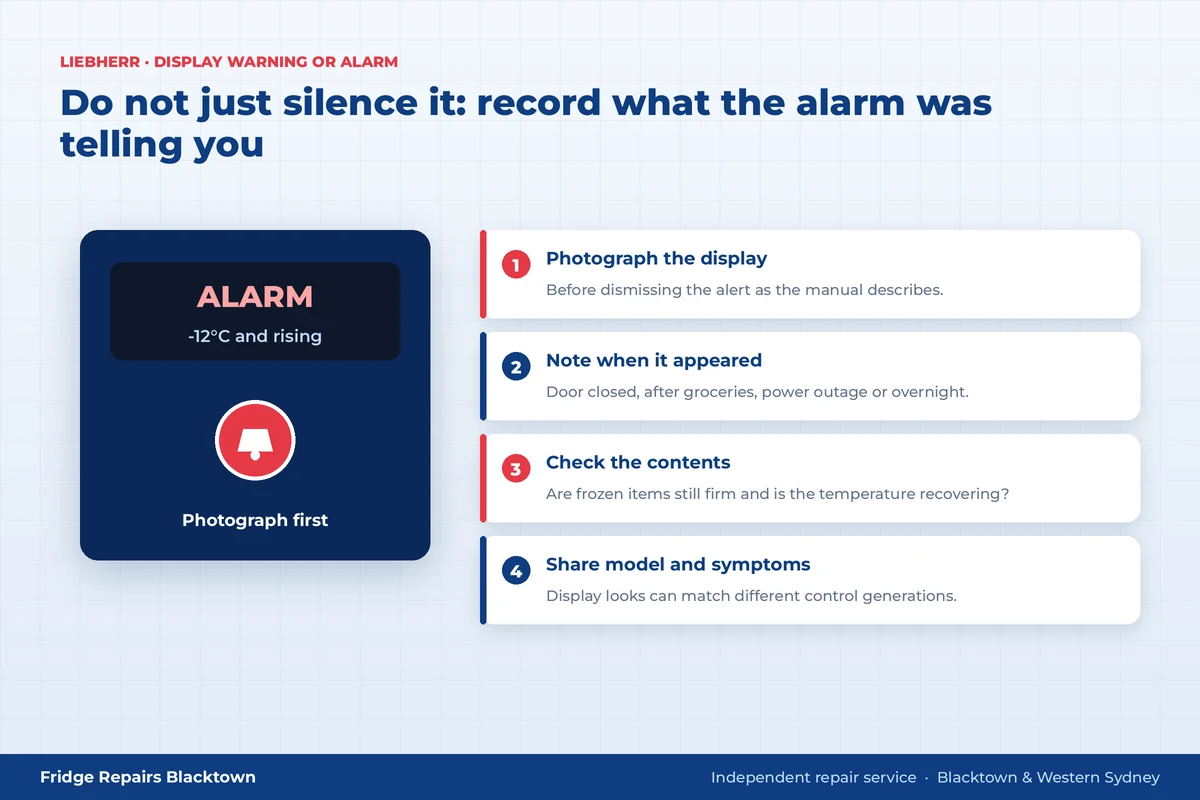 LIEBHERR · DISPLAY WARNING OR ALARM
Do not just silence it: record what the alarm was
telling you
ALARM
-12°C and rising
Photograph first
1
Photograph the display
Before dismissing the alert as the manual describes.
2
Note when it appeared
Door closed, after groceries, power outage or overnight.
3
Check the contents
Are frozen items still firm and is the temperature recovering?
4
Share model and symptoms
Display looks can match different control generations.
Fridge Repairs Blacktown
Independent repair service · Blacktown & Western Sydney